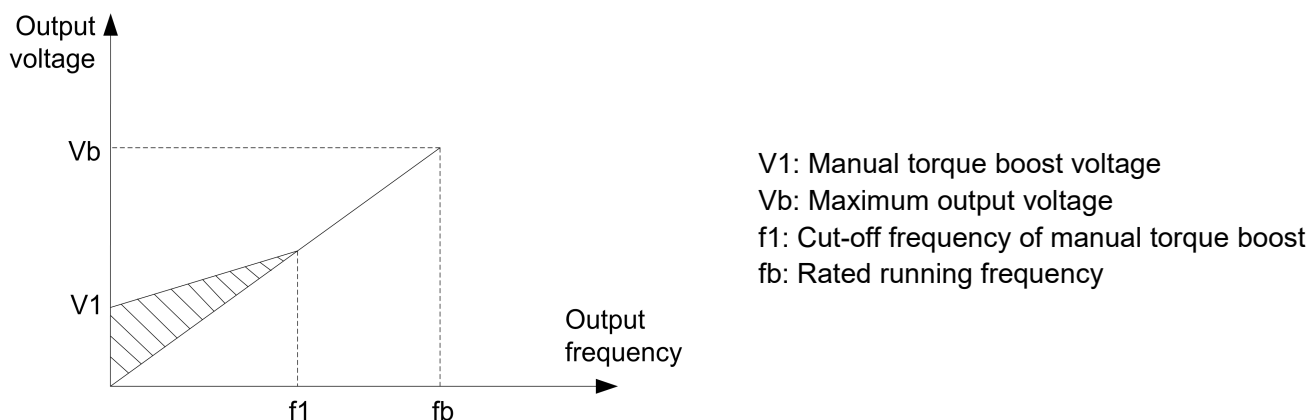 Output
voltage
Vb
V1
Output
frequency
f1
fb
V1: Manual torque boost voltage
Vb: Maximum output voltage
f1: Cut-off frequency of manual torque boost
fb: Rated running frequency